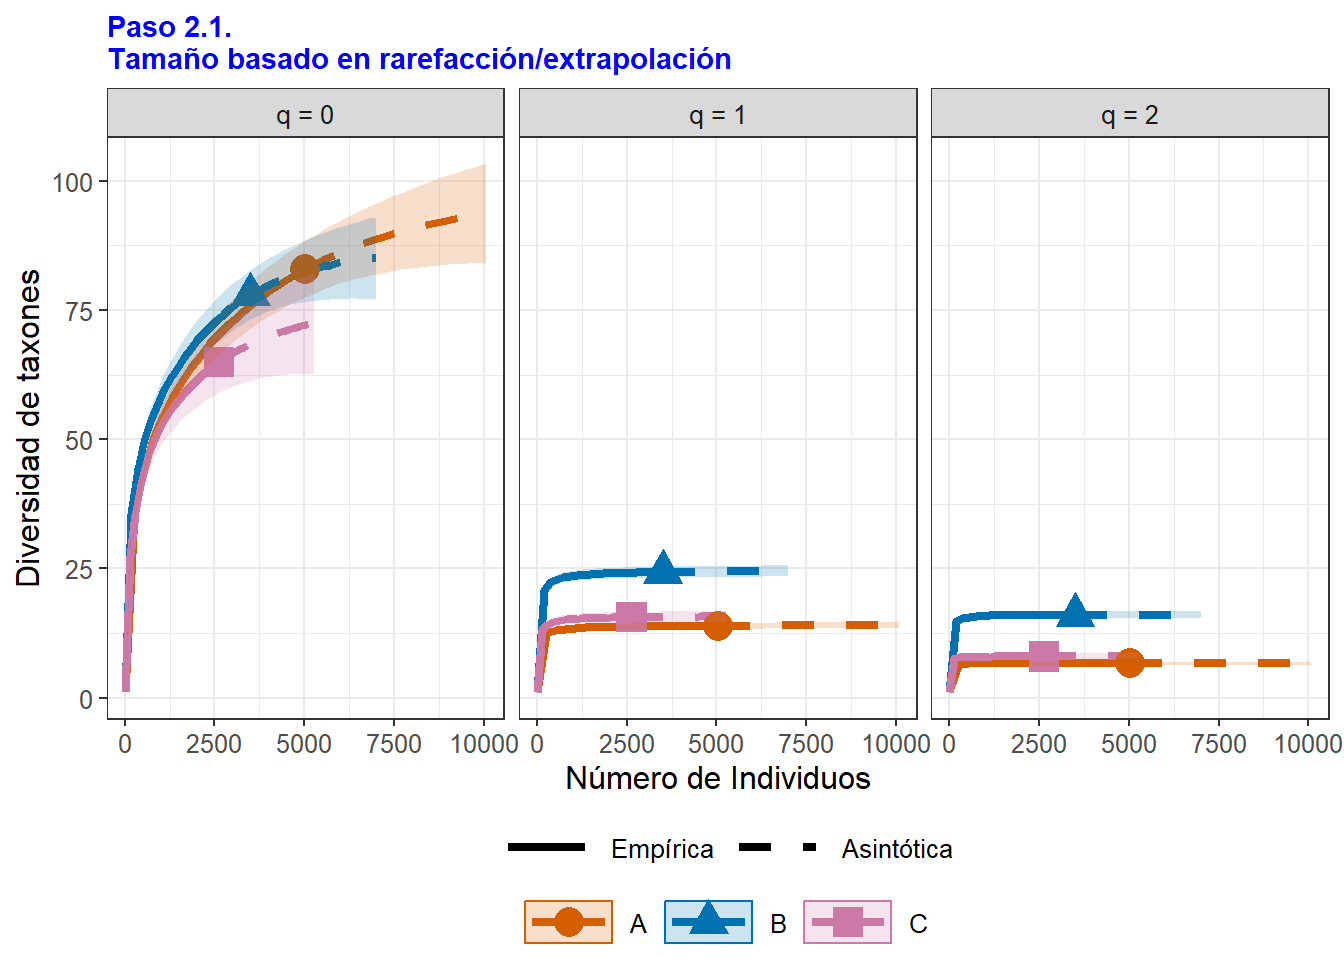 Paso 2.1.
Tamaño basado en rarefacción/extrapolación
q = 0
q = 1
q = 2
Diversidad de taxones
100
75
50
25
0
0 2500 5000 7500 10000
0 2500 5000 7500 10000
0 2500 5000 7500 10000
Número de Individuos
Empírica
Asintótica
A
B
C